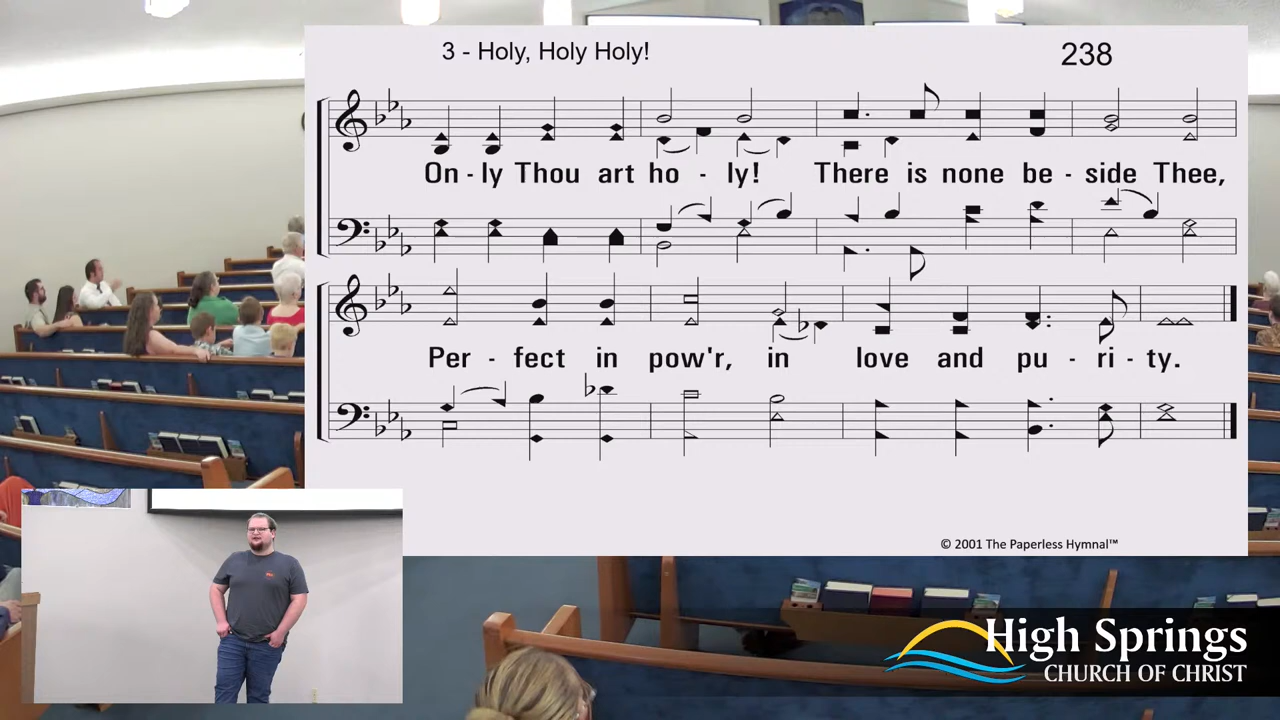 3 - Holy, Holy Holy!
238
On - ly Thou art ho - ly! There is none be - side Thee,
Per - fect in pow'r, in love and pu - ri - ty.
© 2001 The Paperless Hymnal™
High Springs
CHURCH OF CHRIST